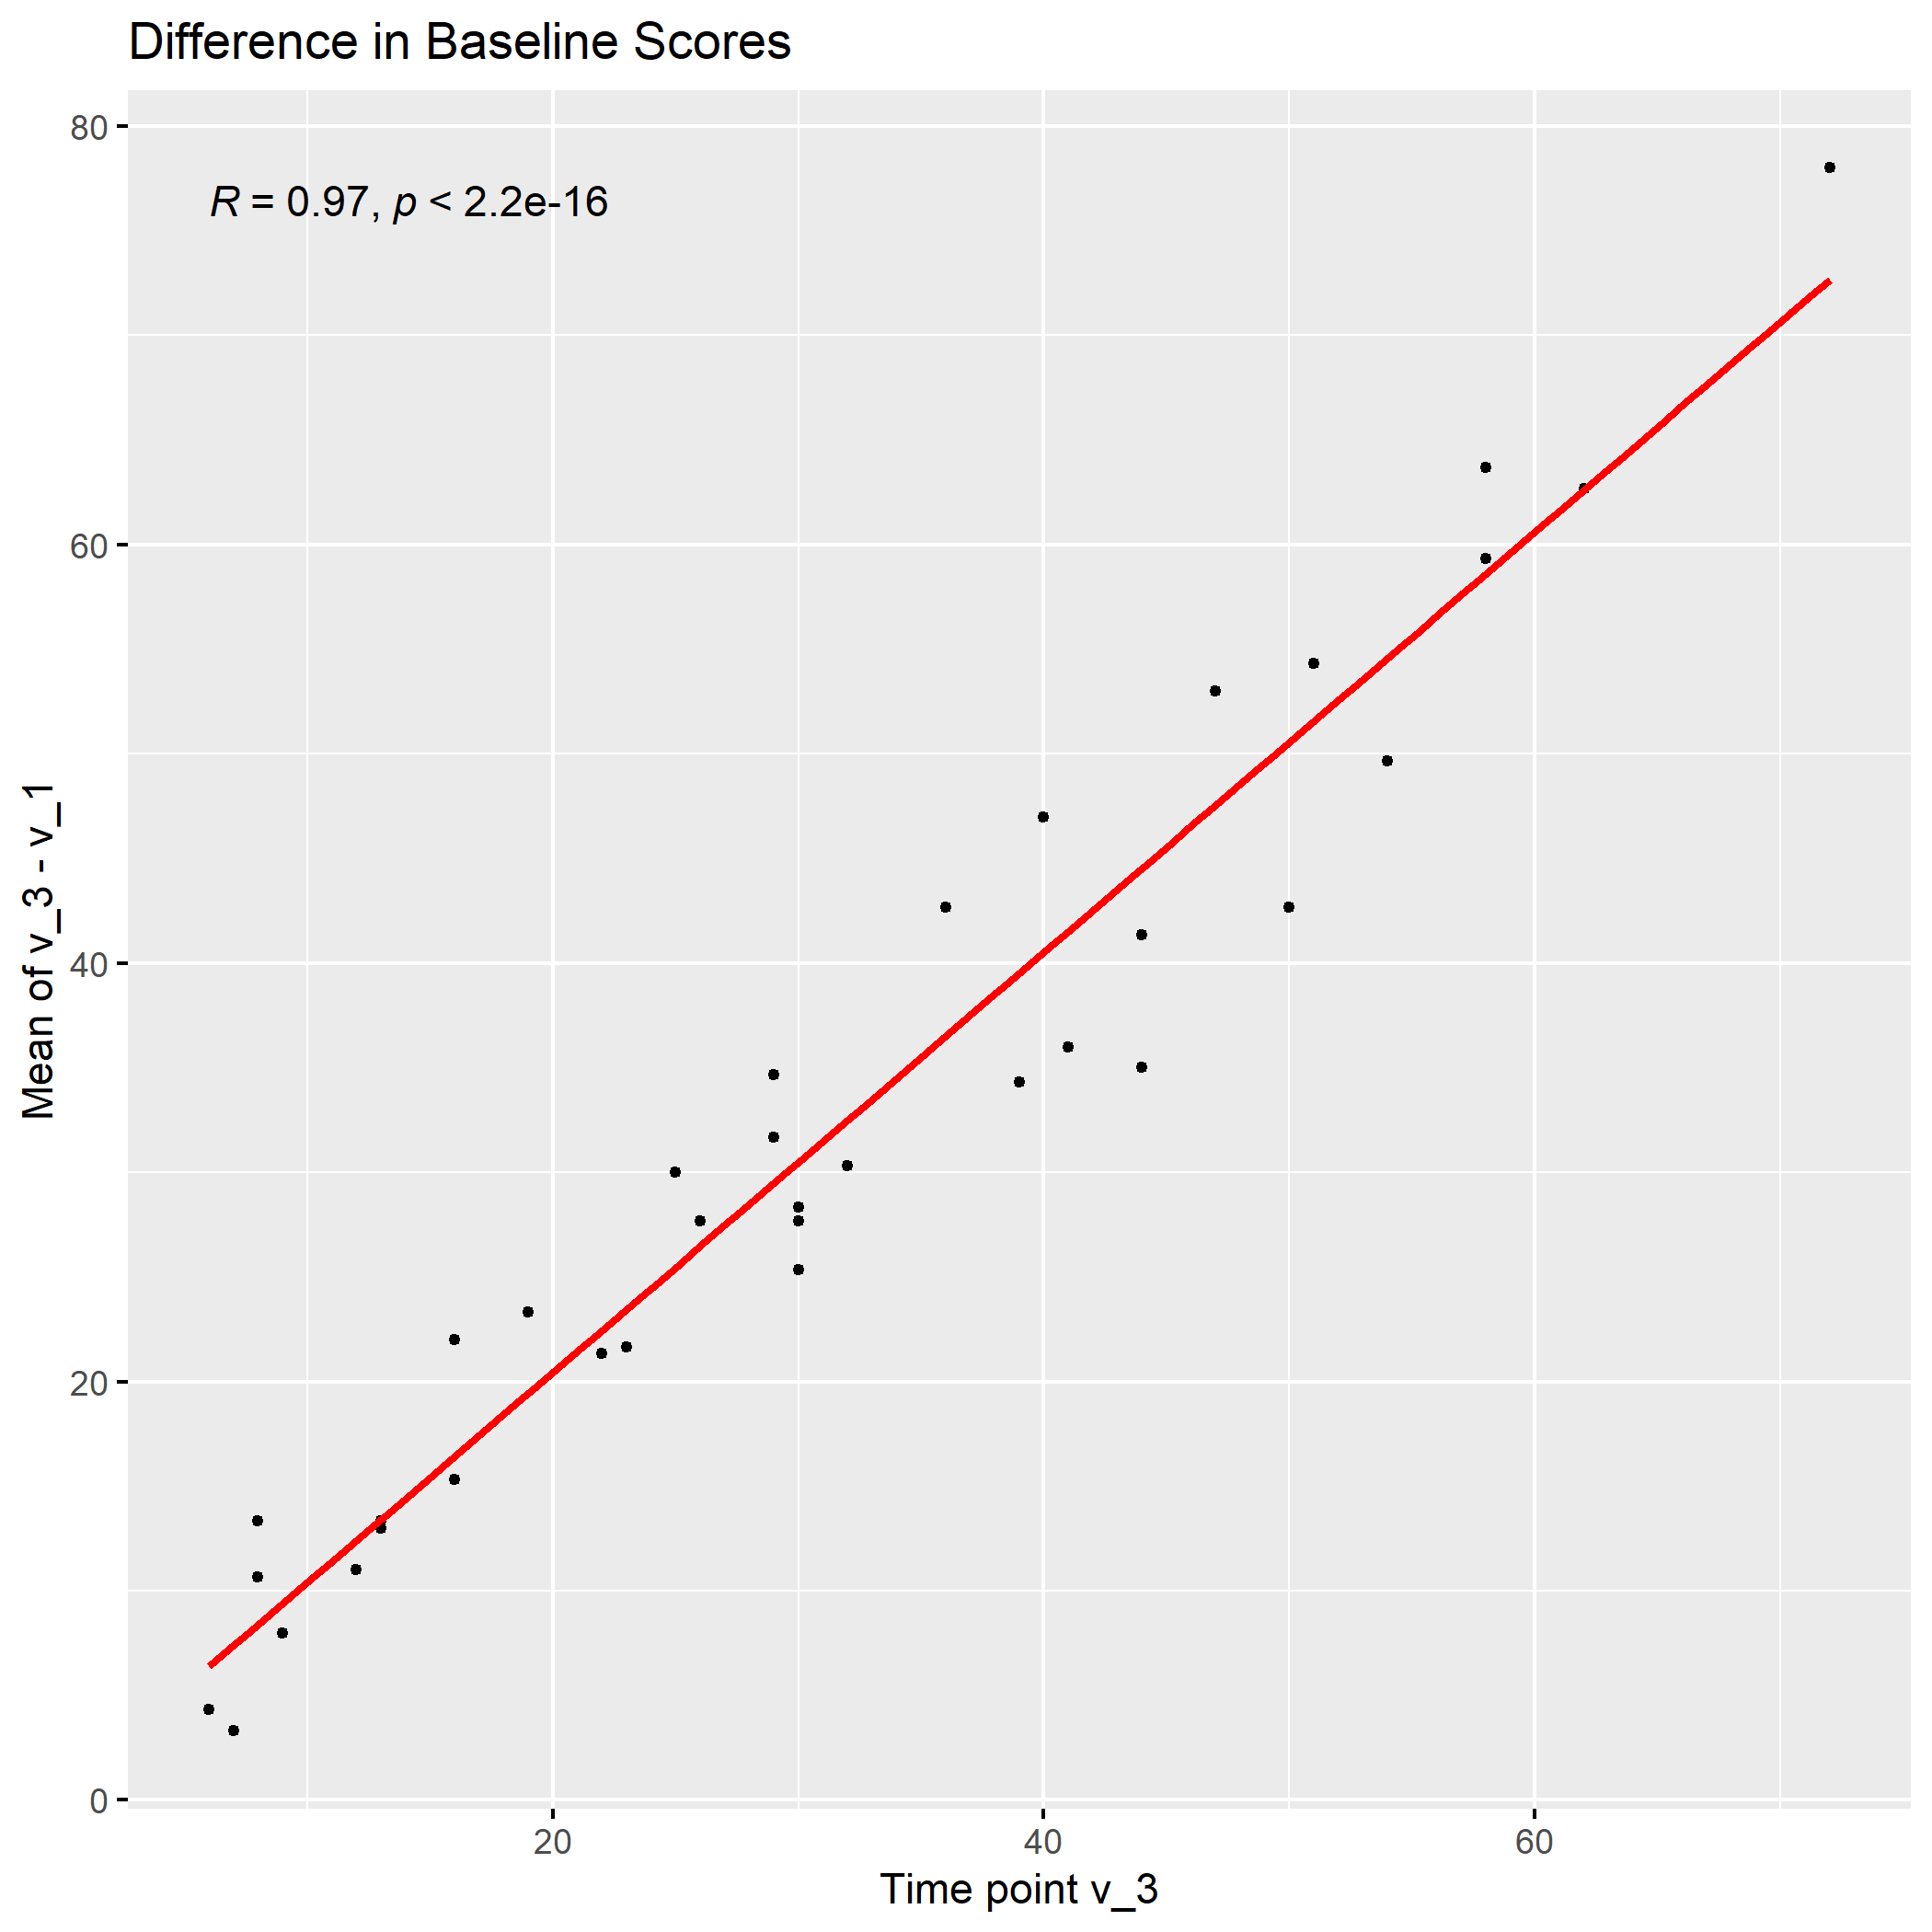 Difference in Baseline Scores
R = 0.97, p < 2.2e-16
80
60
40
20
0
Mean of v_3 - v_1
20 40 60
Time point v_3